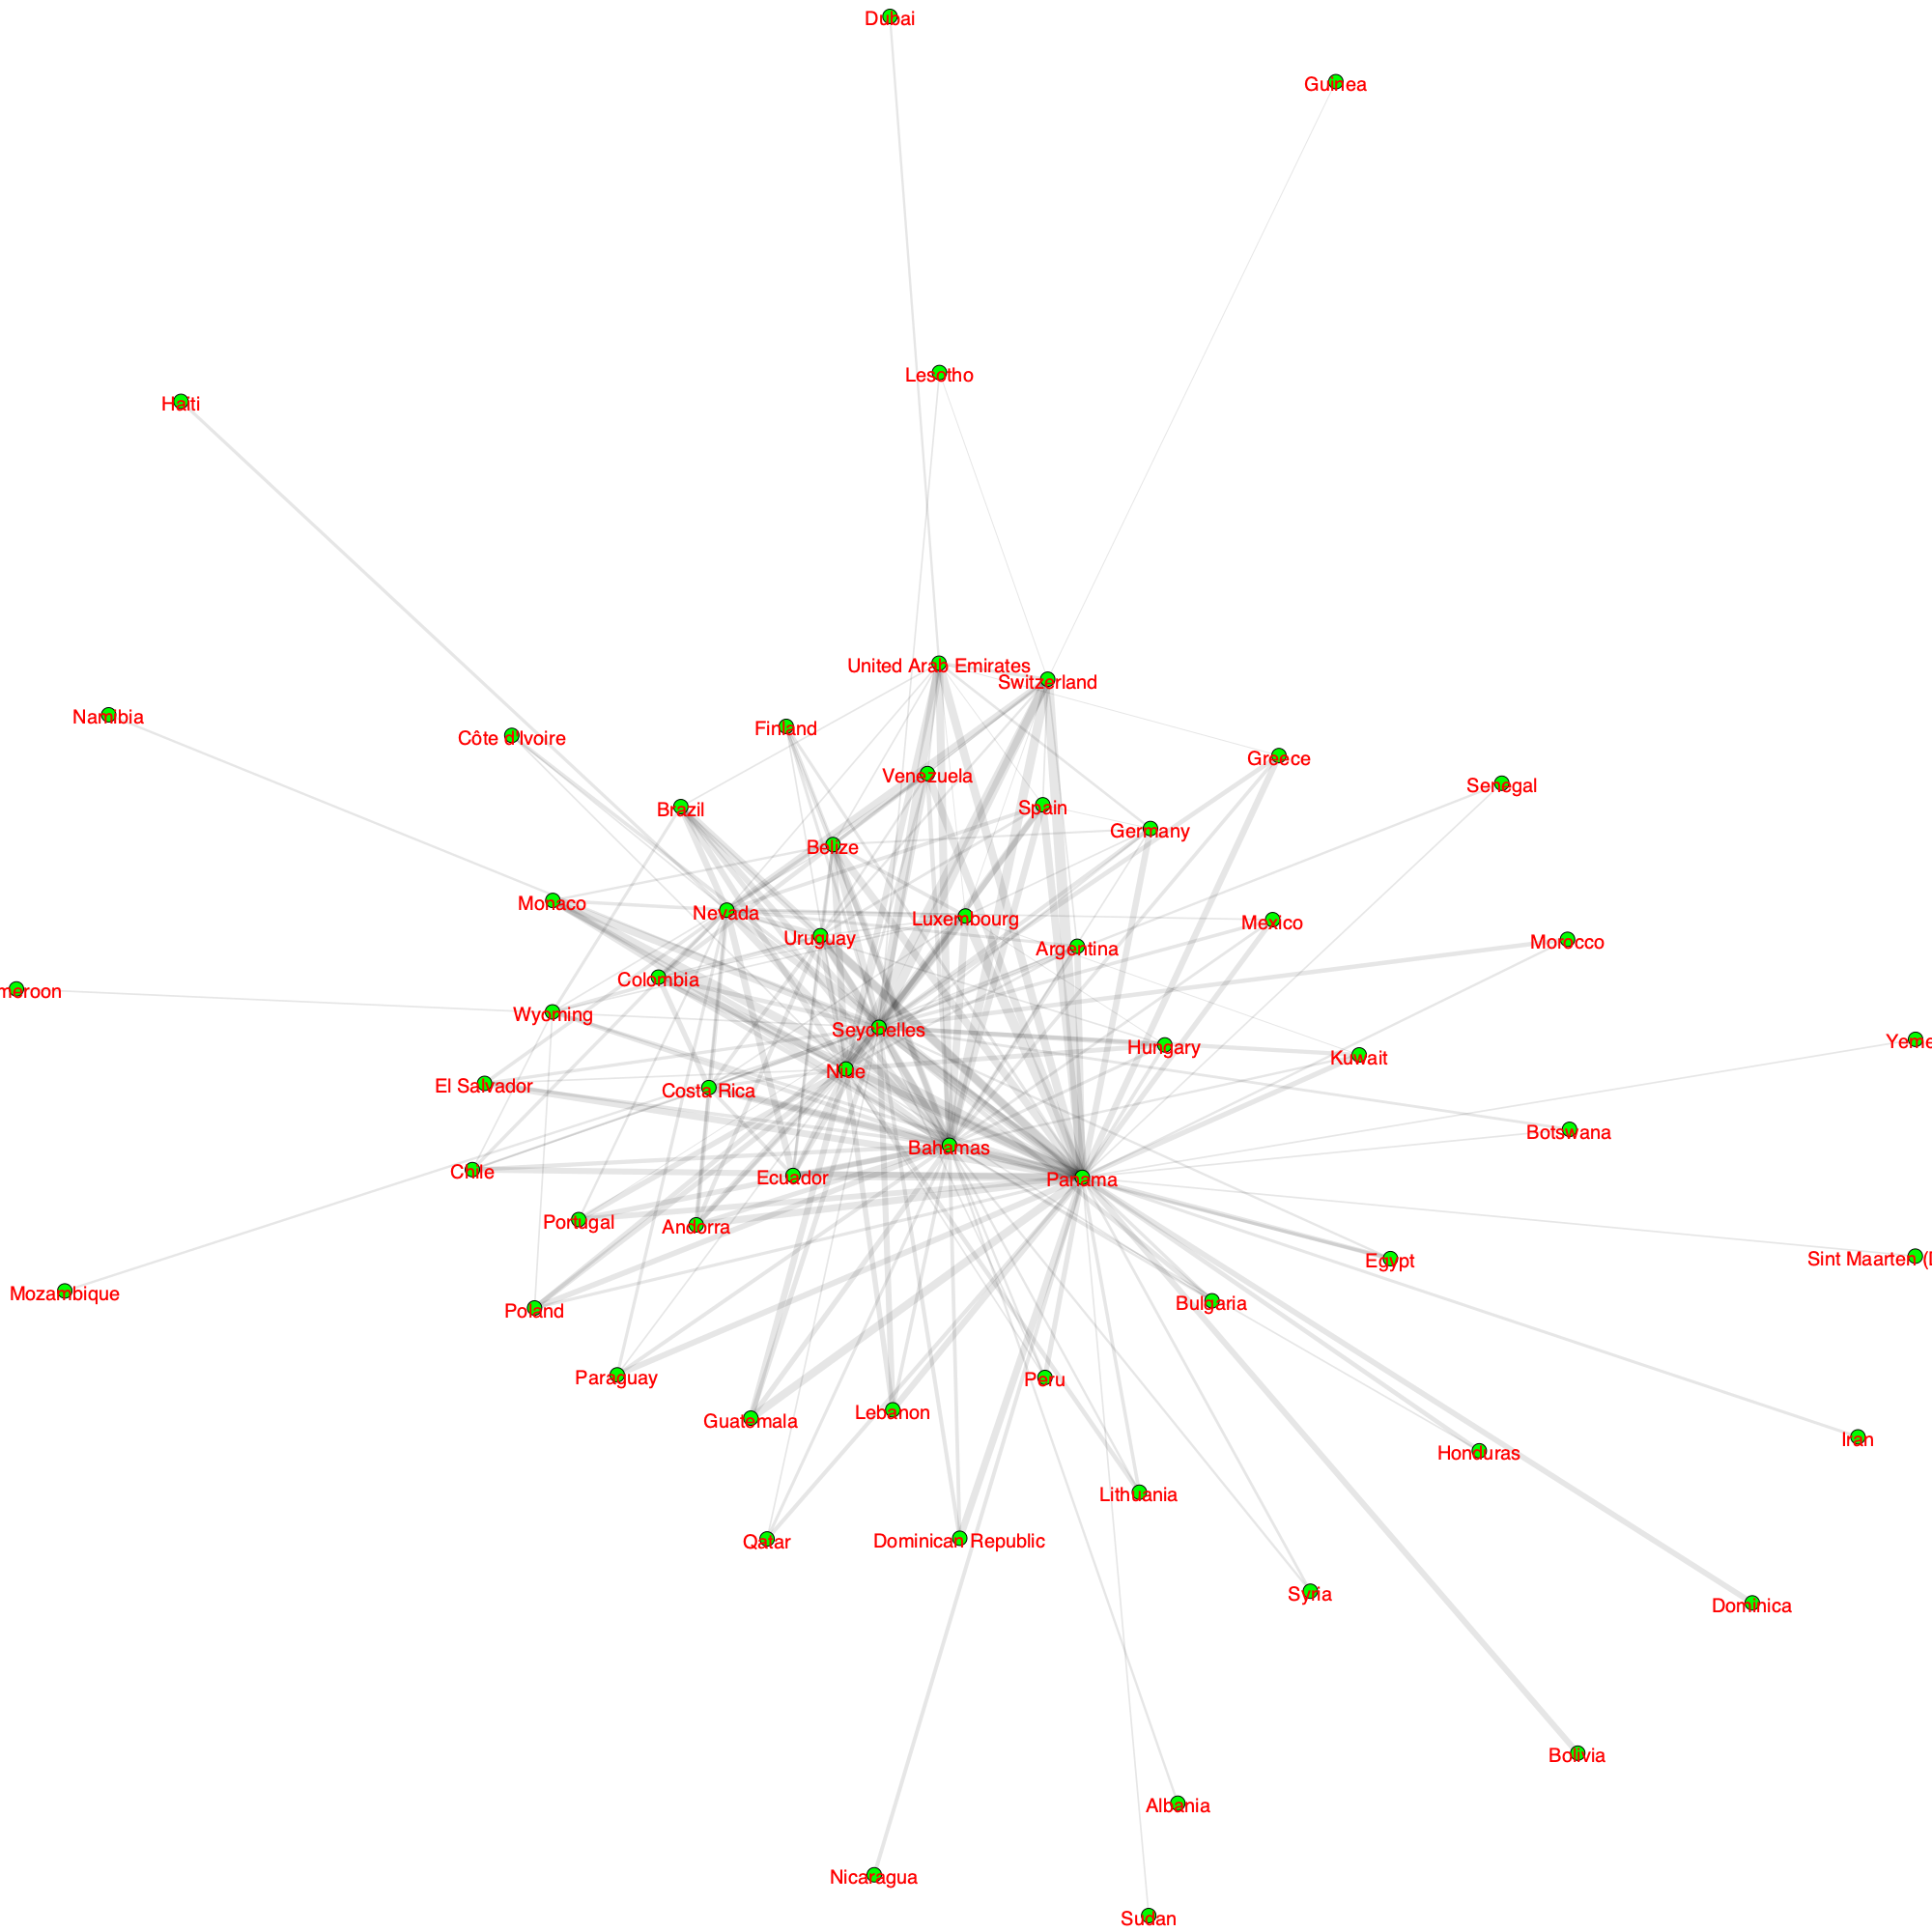 Dubai
Guinea
Lesotho
Haiti
United Arab Emirates
Switzerland
Namibia
Côte d'Ivoire
Finland
Greece
Venezuela
Senegal
Brazil
Spain
Germany
Belize
Monaco
Nevada
Luxembourg
Mexico
Uruguay
Argentina
Morocco
Colombia
meroon
Wyoming
Seychelles
Yeme
Hungary
Kuwait
Niue
El Salvador
Costa Rica
Botswana
Bahamas
Chile
Ecuador
Panama
Portugal
Andorra
Sint Maarten (
Egypt
Mozambique
Bulgaria
Poland
Paraguay
Peru
Lebanon
Guatemala
Iran
Honduras
Lithuania
Qatar
Dominican Republic
Syria
Dominica
Bolivia
Albania
Nicaragua
Sudan